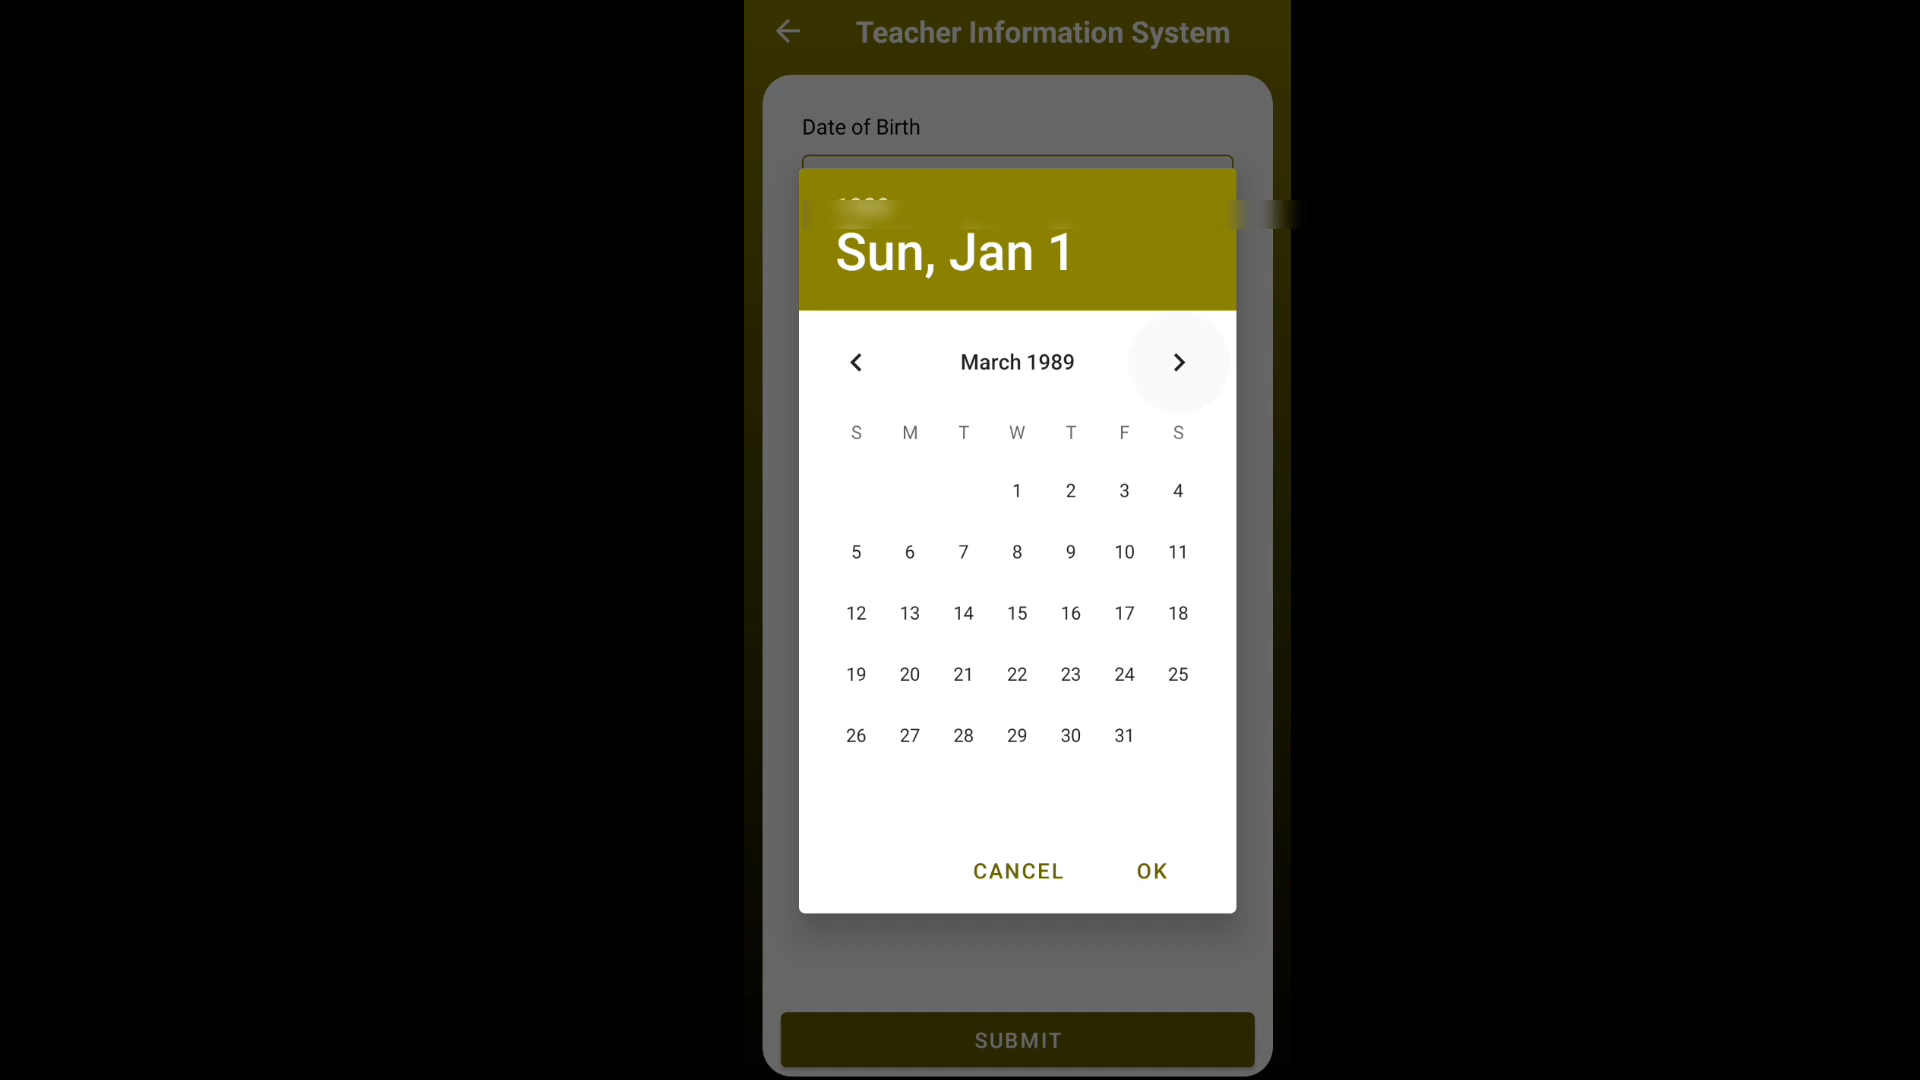 Teacher Information System
Date of Birth
Sun, Jan 1
March 1989
S M T W T F S
1 2 3 4
5 6 7 8 9 10 11
12 13 14 15 16 17 18
19 20 21 22 23 24 25
26 27 28 29 30 31
CANCEL OK
SUBMIT